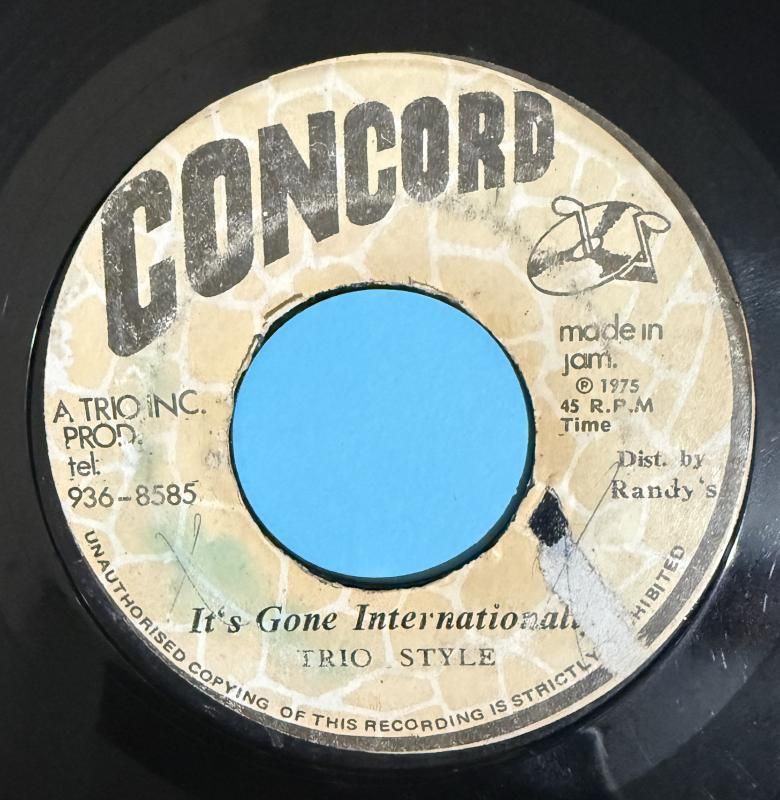 CONCORD
made in
jam.
℗ 1975
45 R.P.M
Time
A TRIO INC.
PROD.
tel:
936-8585
Dist. by
Randy's
It's Gone International
TRIO STYLE
UNAUTHORISED COPYING OF THIS RECORDING IS STRICTLY